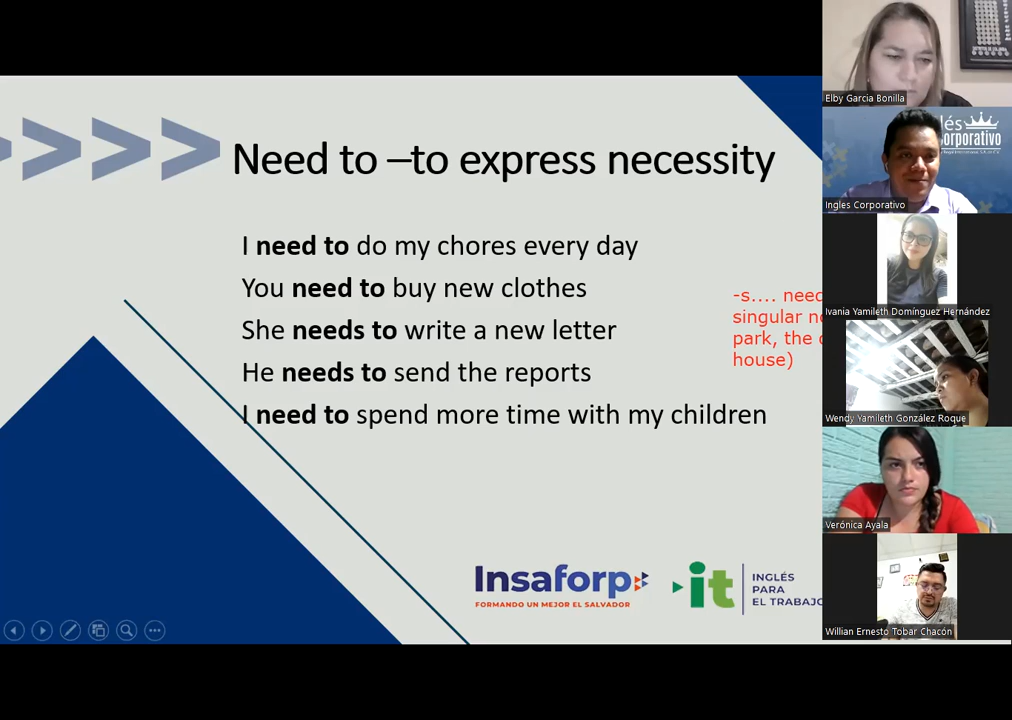 >>>>
Need to –to express necessity
I need to do my chores every day
You need to buy new clothes
She needs to write a new letter
He needs to send the reports
I need to spend more time with my children
-s.... need
singular
park, the
house)
Insaforp
FORMANDO UN MEJOR EL SALVADOR
it
INGLÉS
PARA
EL TRABAJO
Elby Garcia Bonilla
Corporativo
Ingles Corporativo
Ivania Yamileth Domínguez Hernández
Wendy Yamileth González Roque
Verónica Ayala
Willian Ernesto Tobar Chacón